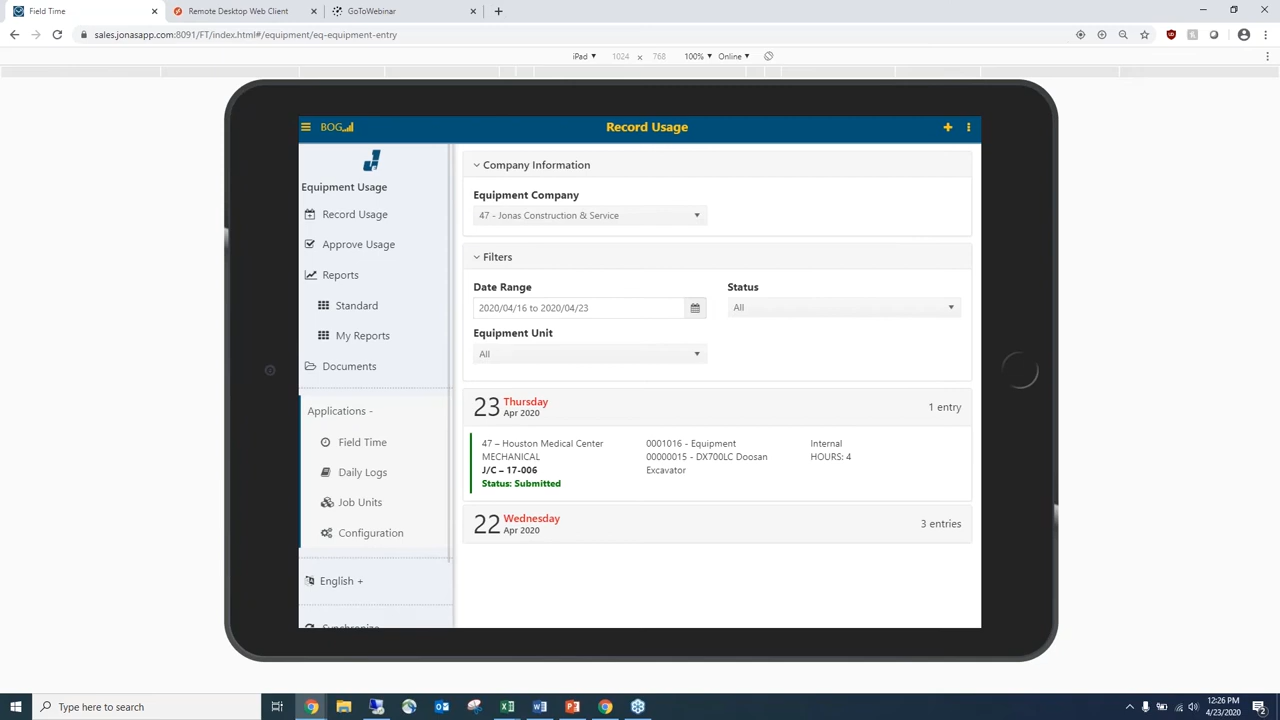 Field Time
Remote Desktop Web Client
GoToWebinar
sales.jonasapp.com:8091/FT/index.html#/equipment/eq-equipment-entry
iPad 1024 × 768 100% Online
BOG
Record Usage
Equipment Usage
Record Usage
Approve Usage
Reports
Standard
My Reports
Documents
Applications -
Field Time
Daily Logs
Job Units
Configuration
English +
Synchronize
Company Information
Equipment Company
47 - Jonas Construction & Service
Filters
Date Range
Status
2020/04/16 to 2020/04/23
All
Equipment Unit
All
23 Thursday
Apr 2020
1 entry
47 – Houston Medical Center
MECHANICAL
J/C – 17-006
Status: Submitted
0001016 - Equipment
00000015 - DX700LC Doosan
Excavator
Internal
HOURS: 4
22 Wednesday
Apr 2020
3 entries
Type here to search
12:26 PM
4/23/2020
2